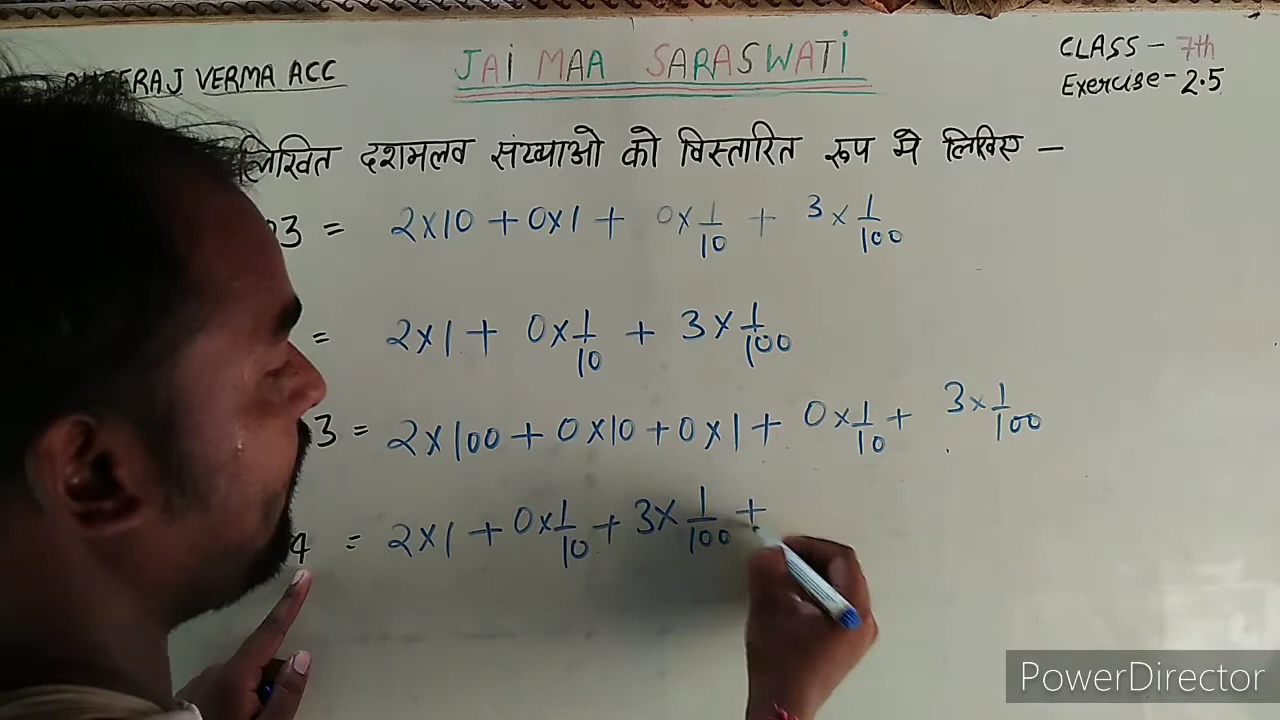 VERMA ACC
JAI MAA SARASWATI
CLASS - 7th
Exercise - 2.5
दशमलव संख्याओ को विस्तारित रुप मे लिखिए -
3 = 2×10 + 0×1 + 0×1/10 + 3×1/100
= 2×1 + 0×1/10 + 3×1/100
3 = 2×100 + 0×10 + 0×1 + 0×1/10 + 3×1/100
4 = 2×1 + 0×1/10 + 3×1/100 +
PowerDirector